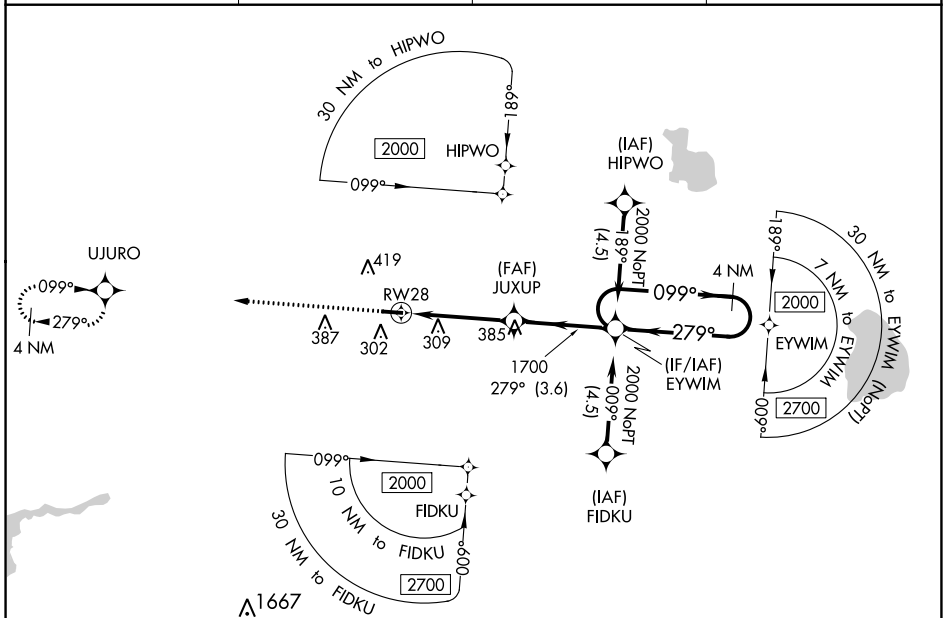 30 NM to HIPWO
2000
HIPWO
189°
099°
(IAF)
HIPWO
2000 NoPT
189°
(4.5)
UJURO
099°
279°
4 NM
419
RW28
387
302
309
(FAF)
JUXUP
385
1700
279° (3.6)
4 NM
099°
279°
(IF/IAF)
EYWIM
2000 NoPT
009°
(4.5)
(IAF)
FIDKU
189°
30 NM to EYWIM (NoPT)
7 NM to EYWIM
2000
EYWIM
2700
009°
099°
2000
FIDKU
10 NM to FIDKU
30 NM to FIDKU
009°
2700
1667